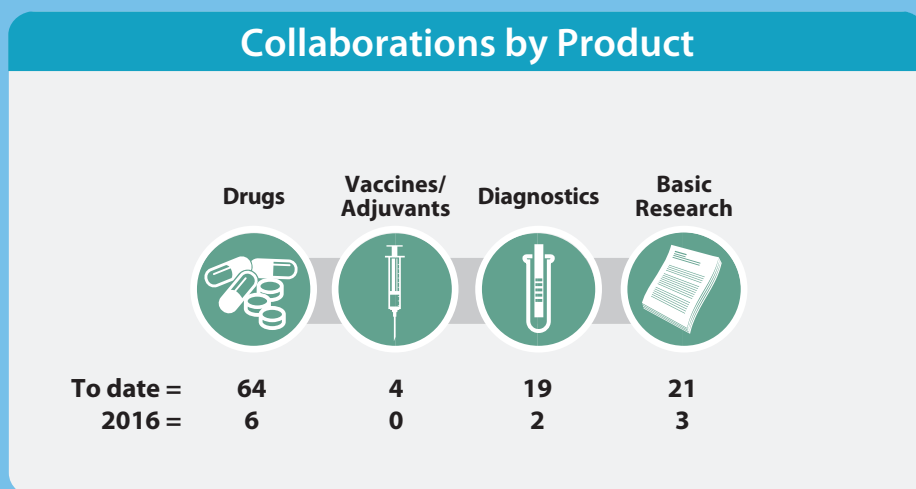 Collaborations by Product
Drugs
Vaccines/
Adjuvants
Diagnostics
Basic
Research
To date = 64 4 19 21
2016 = 6 0 2 3